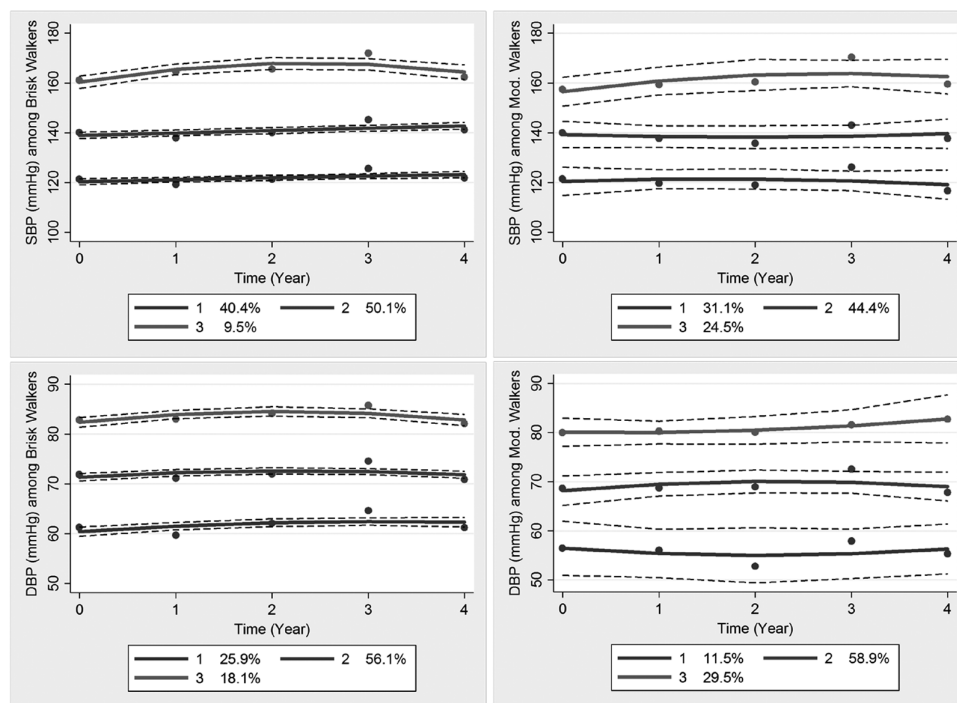 SBP (mmHg) among Brisk Walkers
180
160
140
120
100
0 1 2 3 4
Time (Year)
1 40.4% 2 50.1%
3 9.5%
SBP (mmHg) among Mod. Walkers
180
160
140
120
100
0 1 2 3 4
Time (Year)
1 31.1% 2 44.4%
3 24.5%
DBP (mmHg) among Brisk Walkers
90
80
70
60
50
0 1 2 3 4
Time (Year)
1 25.9% 2 56.1%
3 18.1%
DBP (mmHg) among Mod. Walkers
90
80
70
60
50
0 1 2 3 4
Time (Year)
1 11.5% 2 58.9%
3 29.5%